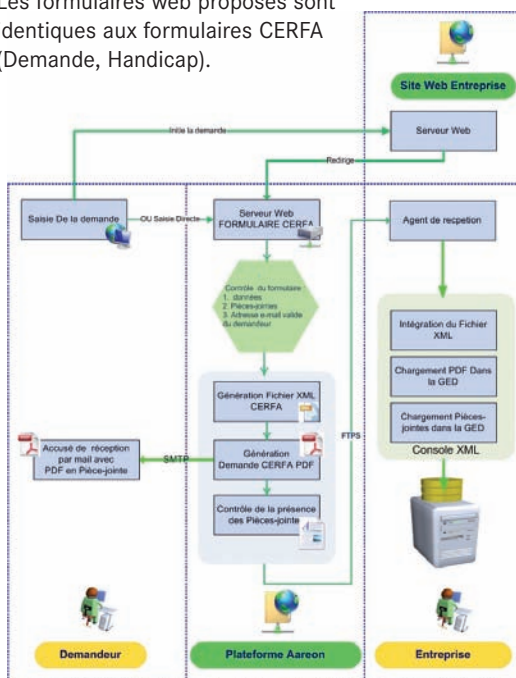 Les formulaires web proposés sont
identiques aux formulaires CERFA
(Demande, Handicap).
Site Web Entreprise
Serveur Web
Initie la demande
Redirige
Saisie De la demande
OU Saisie Directe
Serveur Web
FORMULAIRE CERFA
Agent de recpetion
Contrôle du formulaire :
1. données
2. Pièces-jointes
3. Adresse e-mail valide
du demandeur
Intégration du Fichier
XML
Chargement PDF Dans
la GED
Chargement Pièces-
jointes dans la GED
Console XML
Génération Fichier XML
CERFA
Génération
Demande CERFA PDF
Contrôle de la présence
des Pièces-jointes
FTPS
SMTP
Accusé de réception
par mail avec
PDF en Pièce-jointe
Demandeur
Plateforme Aareon
Entreprise